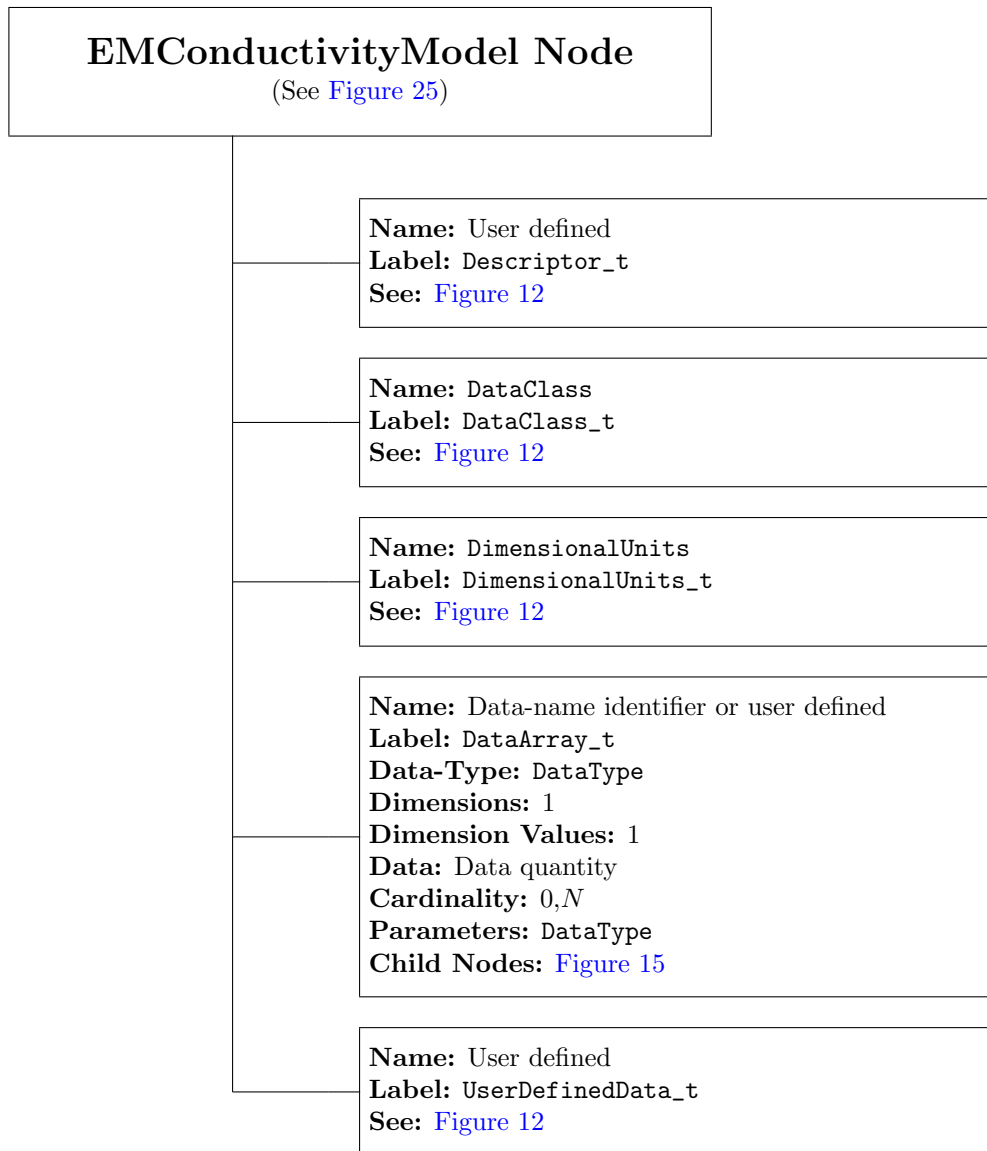 EMConductivityModel Node
(See Figure 25)
Name: User defined
Label: Descriptor_t
See: Figure 12
Name: DataClass
Label: DataClass_t
See: Figure 12
Name: DimensionalUnits
Label: DimensionalUnits_t
See: Figure 12
Name: Data-name identifier or user defined
Label: DataArray_t
Data-Type: DataType
Dimensions: 1
Dimension Values: 1
Data: Data quantity
Cardinality: 0,N
Parameters: DataType
Child Nodes: Figure 15
Name: User defined
Label: UserDefinedData_t
See: Figure 12